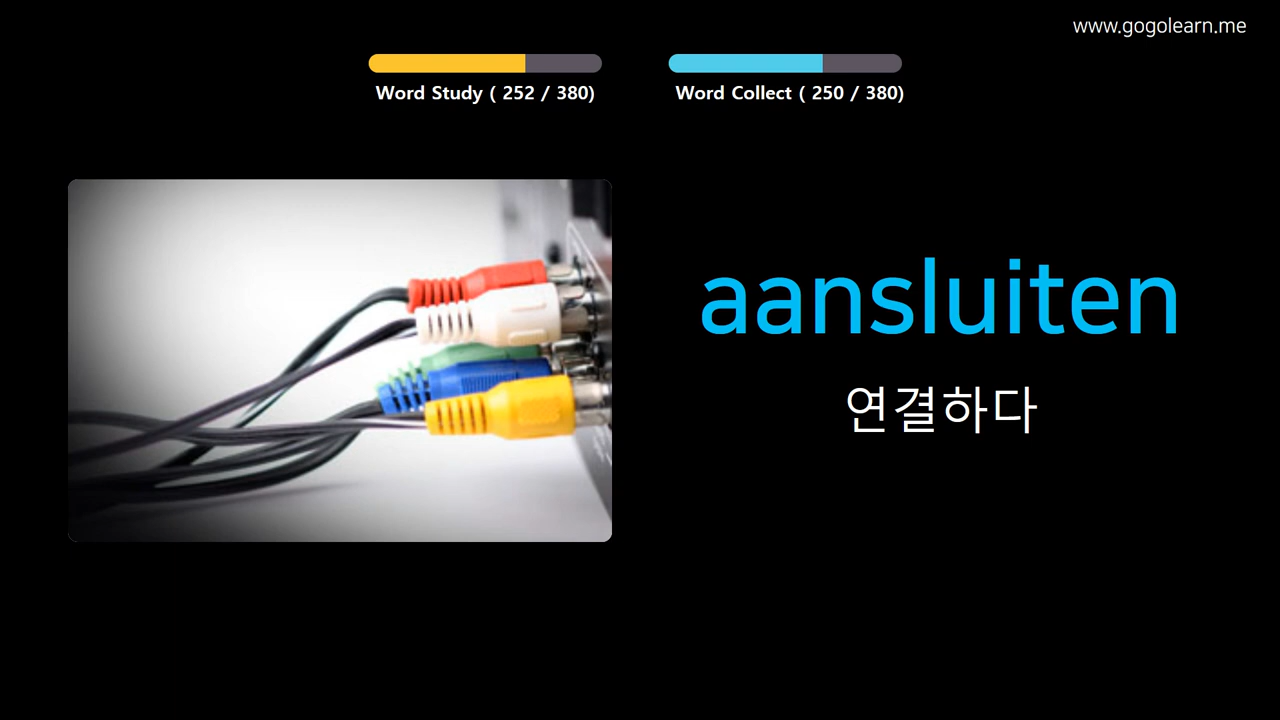 www.gogolearn.me
Word Study ( 252 / 380)
Word Collect ( 250 / 380)
aansluiten
연결하다